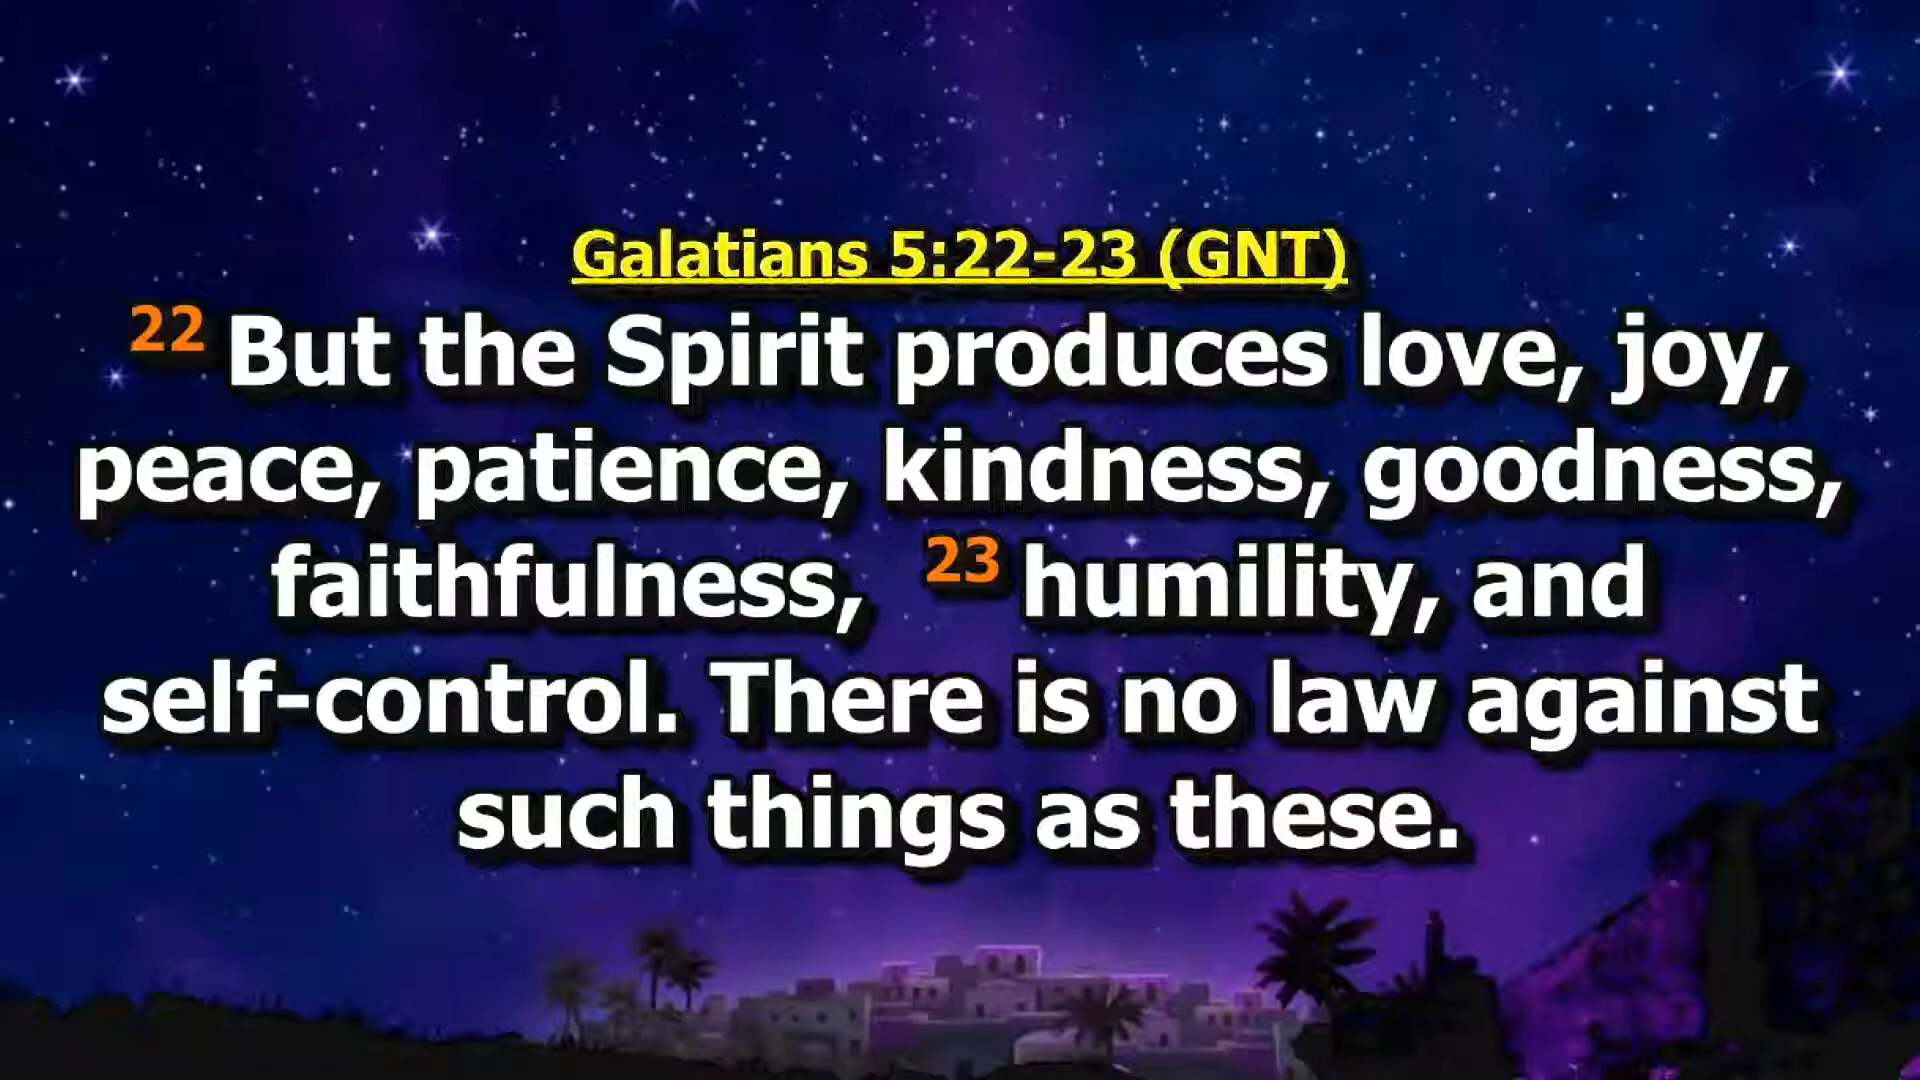 Galatians 5:22-23 (GNT)
22 But the Spirit produces love, joy,
peace, patience, kindness, goodness,
faithfulness, 23 humility, and
self-control. There is no law against
such things as these.